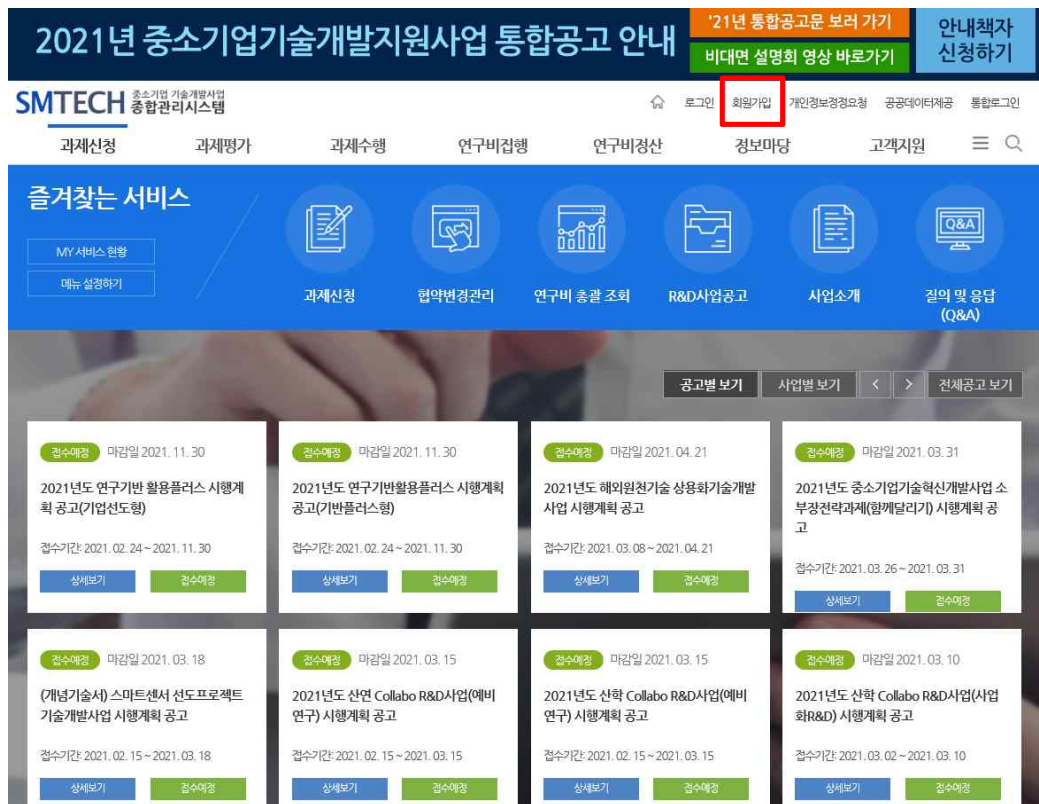 2021년 중소기업기술개발지원사업 통합공고 안내
'21년 통합공고문 보러 가기
비대면 설명회 영상 바로가기
안내책자
신청하기
SMTECH 중소기업 기술개발사업
종합관리시스템
로그인 회원가입 개인정보정정요청 공공데이터제공 통합로그인
과제신청 과제평가 과제수행 연구비집행 연구비정산 정보마당 고객지원
즐겨찾는 서비스
MY 서비스 현황
메뉴 설정하기
Q&A
과제신청 협약변경관리 연구비 총괄 조회 R&D사업공고 사업소개 질의 및 응답
(Q&A)
공고별 보기 사업별 보기 < > 전체공고 보기
접수예정 마감일 2021. 11. 30
2021년도 연구기반 활용플러스 시행계
획 공고(기업선도형)
접수기간: 2021. 02. 24 ~ 2021. 11. 30
상세보기 접수예정
접수예정 마감일 2021. 11. 30
2021년도 연구기반활용플러스 시행계획
공고(기반플러스형)
접수기간: 2021. 02. 24 ~ 2021. 11. 30
상세보기 접수예정
접수예정 마감일 2021. 04. 21
2021년도 해외원천기술 상용화기술개발
사업 시행계획 공고
접수기간: 2021. 03. 08 ~ 2021. 04. 21
상세보기 접수예정
접수예정 마감일 2021. 03. 31
2021년도 중소기업기술혁신개발사업 소
부장전략과제(함께달리기) 시행계획 공
고
접수기간: 2021. 03. 26 ~ 2021. 03. 31
상세보기 접수예정
접수예정 마감일 2021. 03. 18
(개념기술서) 스마트센서 선도프로젝트
기술개발사업 시행계획 공고
접수기간: 2021. 02. 15 ~ 2021. 03. 18
상세보기 접수예정
접수예정 마감일 2021. 03. 15
2021년도 산연 Collabo R&D사업(예비
연구) 시행계획 공고
접수기간: 2021. 02. 15 ~ 2021. 03. 15
상세보기 접수예정
접수예정 마감일 2021. 03. 15
2021년도 산학 Collabo R&D사업(예비
연구) 시행계획 공고
접수기간: 2021. 02. 15 ~ 2021. 03. 15
상세보기 접수예정
접수예정 마감일 2021. 03. 10
2021년도 산학 Collabo R&D사업(사업
화R&D) 시행계획 공고
접수기간: 2021. 03. 02 ~ 2021. 03. 10
상세보기 접수예정